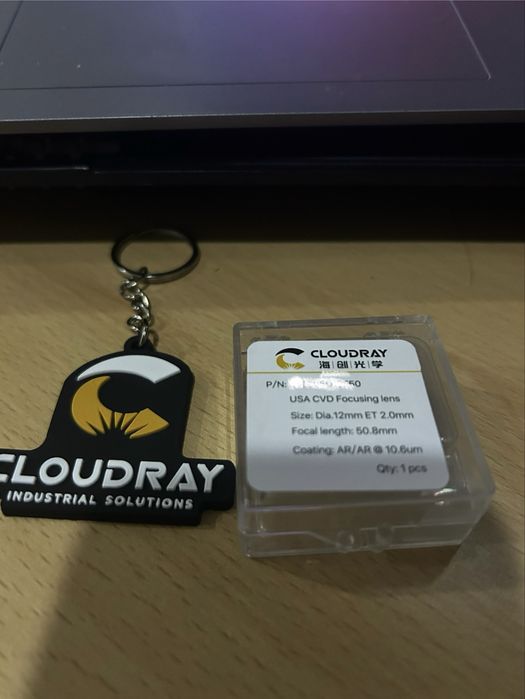 CLOUDRAY
INDUSTRIAL SOLUTIONS
CLOUDRAY
海|创|光|学
P/N:
USA CVD Focusing lens
Size: Dia.12mm ET 2.0mm
Focal length: 50.8mm
Coating: AR/AR @ 10.6um
Qty: 1 pcs